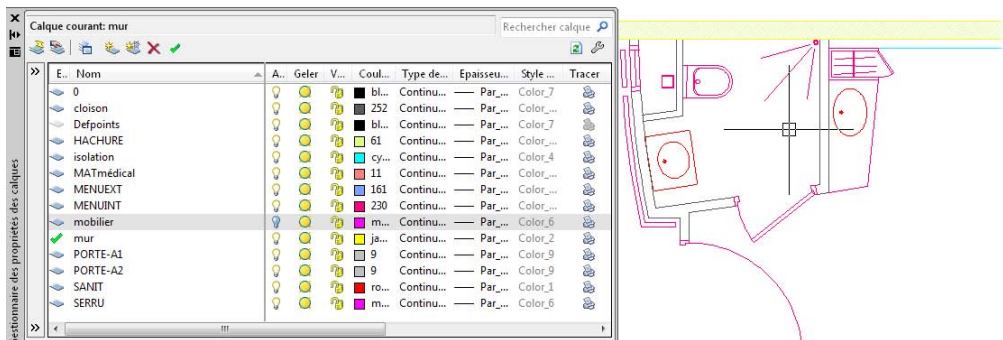 Calque courant: mur
Rechercher calque
E.. Nom A.. Geler V... Coul... Type de... Epaisseu... Style ... Tracer
0 bl... Continu... Par_... Color_7
cloison 252 Continu... Par_... Color_...
Defpoints bl... Continu... Par_... Color_7
HACHURE 61 Continu... Par_... Color_...
isolation cy... Continu... Par_... Color_4
MATmédical 11 Continu... Par_... Color_...
MENUEXT 161 Continu... Par_... Color_...
MENUINT 230 Continu... Par_... Color_...
mobilier m... Continu... Par_... Color_6
mur ja... Continu... Par_... Color_2
PORTE-A1 9 Continu... Par_... Color_9
PORTE-A2 9 Continu... Par_... Color_9
SANIT ro... Continu... Par_... Color_1
SERRU m... Continu... Par_... Color_6
estionnaire des propriétés des calques